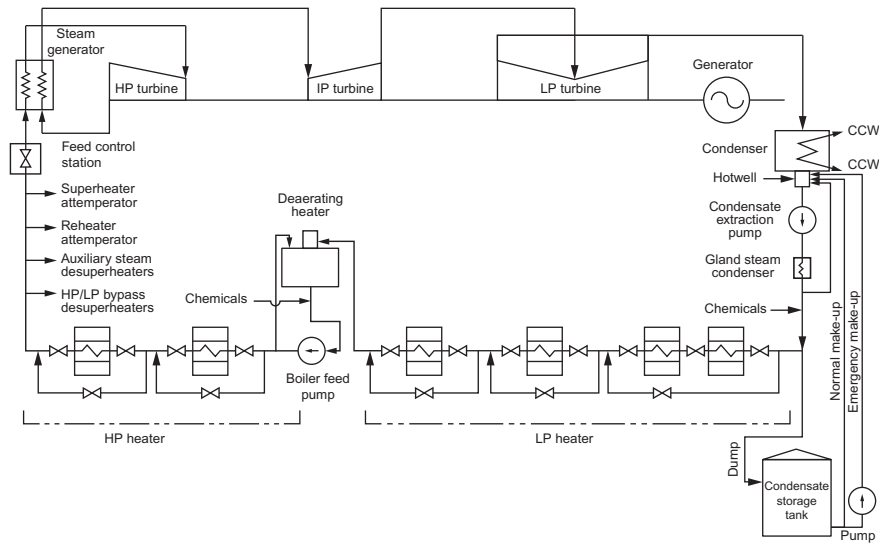 Steam
generator
HP turbine
IP turbine
LP turbine
Generator
Feed control
station
Condenser
CCW
CCW
Hotwell
Superheater
attemperator
Deaerating
heater
Condensate
extraction
pump
Reheater
attemperator
Auxiliary steam
desuperheaters
Gland steam
condenser
HP/LP bypass
desuperheaters
Chemicals
Chemicals
Normal make-up
Emergency make-up
Boiler feed
pump
HP heater
LP heater
Dump
Condensate
storage
tank
Pump